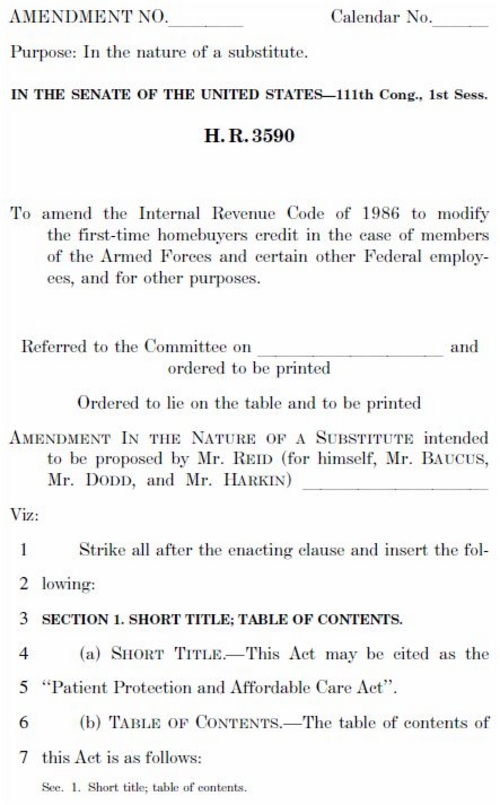 AMENDMENT NO.________ Calendar No.______
Purpose: In the nature of a substitute.
IN THE SENATE OF THE UNITED STATES—111th Cong., 1st Sess.
H. R. 3590
To amend the Internal Revenue Code of 1986 to modify
the first-time homebuyers credit in the case of members
of the Armed Forces and certain other Federal employ-
ees, and for other purposes.
Referred to the Committee on ____________________ and
ordered to be printed
Ordered to lie on the table and to be printed
AMENDMENT IN THE NATURE OF A SUBSTITUTE intended
to be proposed by Mr. REID (for himself, Mr. BAUCUS,
Mr. DODD, and Mr. HARKIN) ____________________
Viz:
1 Strike all after the enacting clause and insert the fol-
2 lowing:
3 SECTION 1. SHORT TITLE; TABLE OF CONTENTS.
4 (a) SHORT TITLE.—This Act may be cited as the
5 “Patient Protection and Affordable Care Act”.
6 (b) TABLE OF CONTENTS.—The table of contents of
7 this Act is as follows:
Sec. 1. Short title; table of contents.